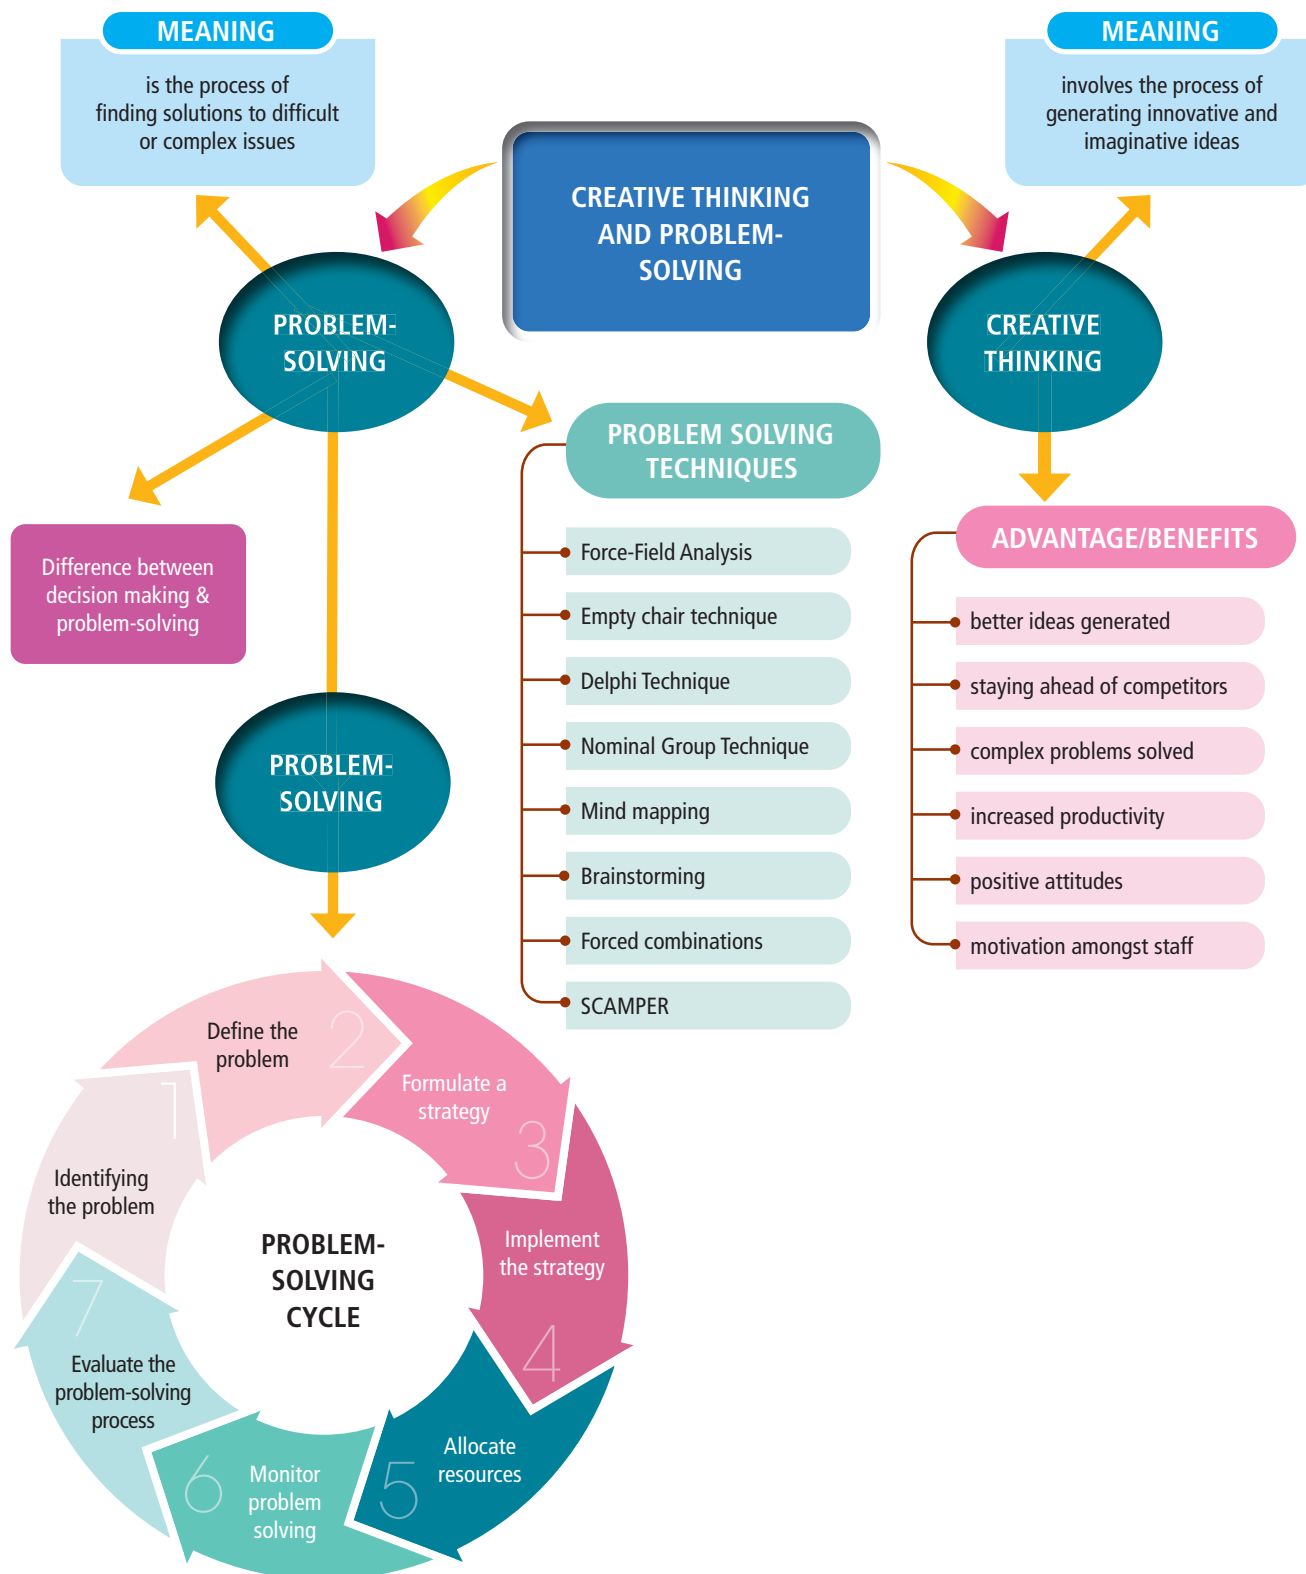 MEANING
is the process of
finding solutions to difficult
or complex issues
MEANING
involves the process of
generating innovative and
imaginative ideas
CREATIVE THINKING
AND PROBLEM-
SOLVING
PROBLEM-
SOLVING
CREATIVE
THINKING
Difference between
decision making &
problem-solving
PROBLEM SOLVING
TECHNIQUES
Force-Field Analysis
Empty chair technique
Delphi Technique
Nominal Group Technique
Mind mapping
Brainstorming
Forced combinations
SCAMPER
ADVANTAGE/BENEFITS
better ideas generated
staying ahead of competitors
complex problems solved
increased productivity
positive attitudes
motivation amongst staff
PROBLEM-
SOLVING
PROBLEM-
SOLVING
CYCLE
1
Identifying
the problem
2
Define the
problem
3
Formulate a
strategy
4
Implement
the strategy
5
Allocate
resources
6
Monitor
problem
solving
7
Evaluate the
problem-solving
process